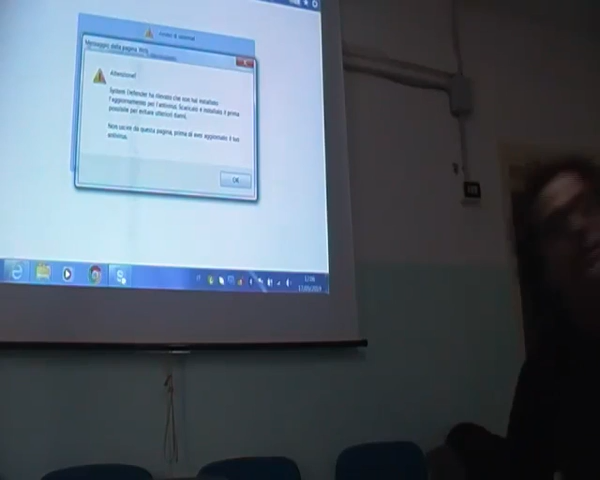 Messaggio della pagina Web
Attenzione!
System Defender ha rilevato che non hai installato
l'aggiornamento per l'antivirus. Scaricalo e installalo il prima
possibile per evitare ulteriori danni.
Non uscire da questa pagina, prima di aver aggiornato il tuo
antivirus.
OK